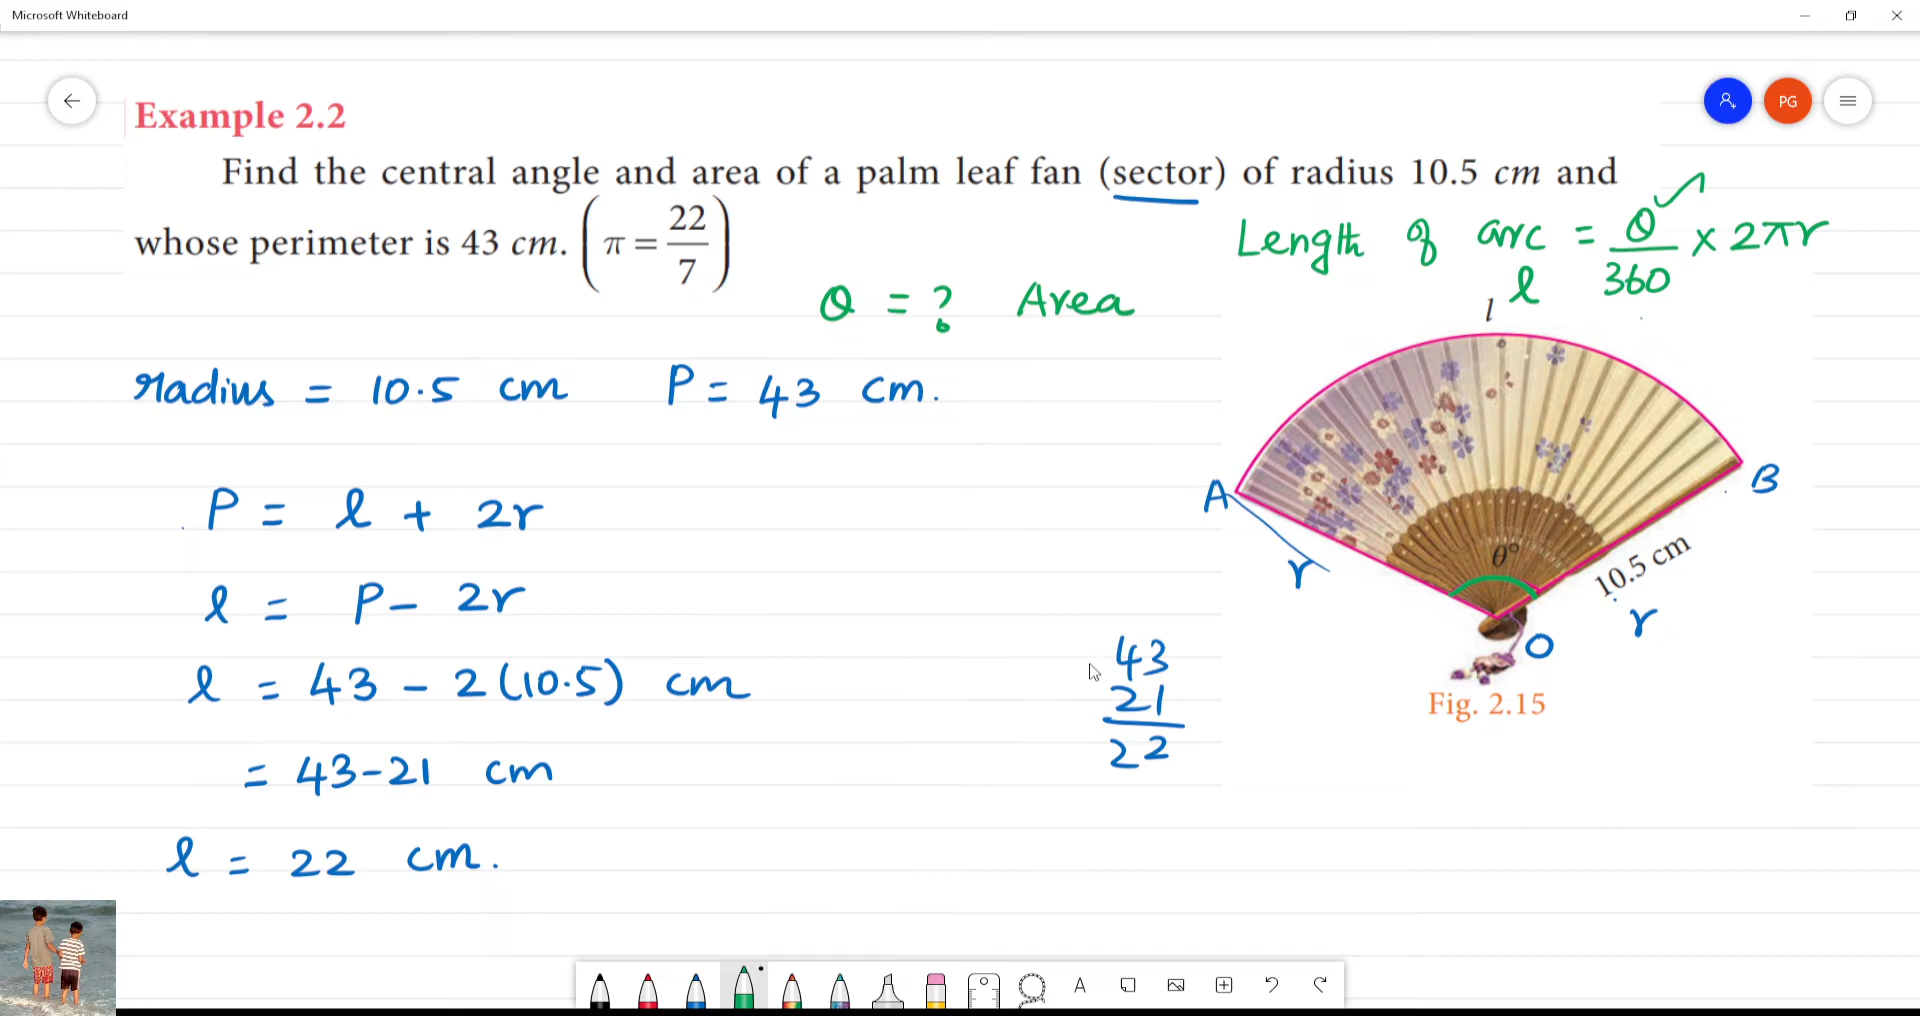 Microsoft Whiteboard
PG
Example 2.2
Find the central angle and area of a palm leaf fan (sector) of radius 10.5 cm and
whose perimeter is 43 cm. (π = 22/7)
Length of arc = θ/360 × 2πr
l
θ = ? Area
l
radius = 10.5 cm P = 43 cm.
A
B
P = l + 2r
θ°
10.5 cm
r
r
O
l = P - 2r
l = 43 - 2(10.5) cm
43
21
22
Fig. 2.15
= 43-21 cm
l = 22 cm.
A